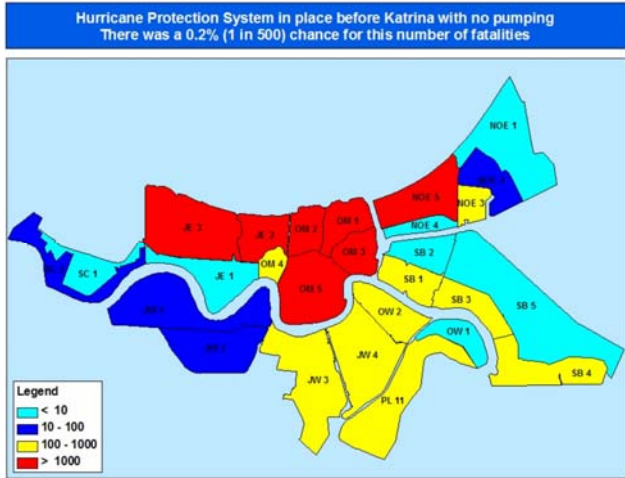 Hurricane Protection System in place before Katrina with no pumping
There was a 0.2% (1 in 500) chance for this number of fatalities
NOE 1
NOE 5
NOE 3
NOE 4
JE 3
OM 2
OM 1
OM 3
OM 4
OM 5
SC 1
JE 1
SB 2
SB 1
SB 3
SB 5
OW 2
OW 1
JW 4
JW 3
PL 11
SB 4
Legend
< 10
10 - 100
100 - 1000
> 1000